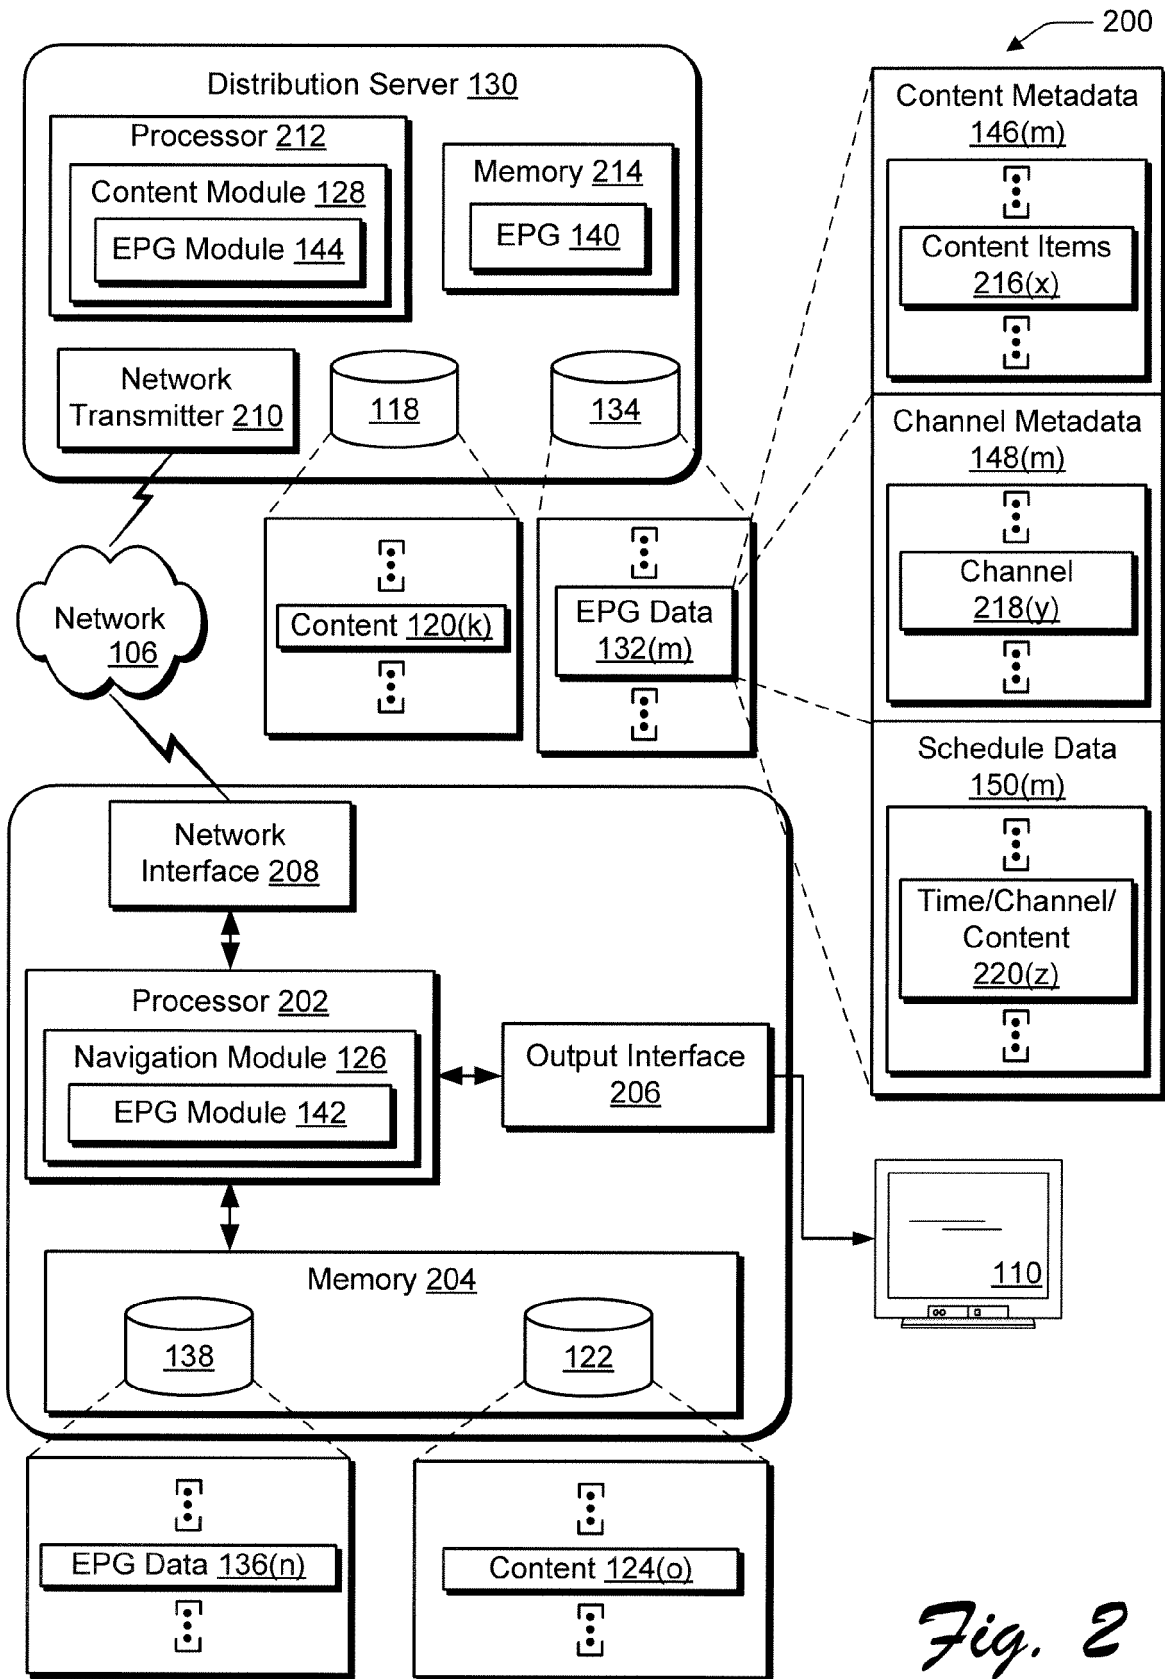 200
Distribution Server 130
Processor 212
Content Module 128
EPG Module 144
Memory 214
EPG 140
Network
Transmitter 210
118
134
Content Metadata
146(m)
Content Items
216(x)
Channel Metadata
148(m)
Channel
218(y)
Schedule Data
150(m)
Time/Channel/
Content
220(z)
Network
106
Content 120(k)
EPG Data
132(m)
Network
Interface 208
Processor 202
Navigation Module 126
EPG Module 142
Output Interface
206
Memory 204
138
122
110
EPG Data 136(n)
Content 124(o)
Fig. 2